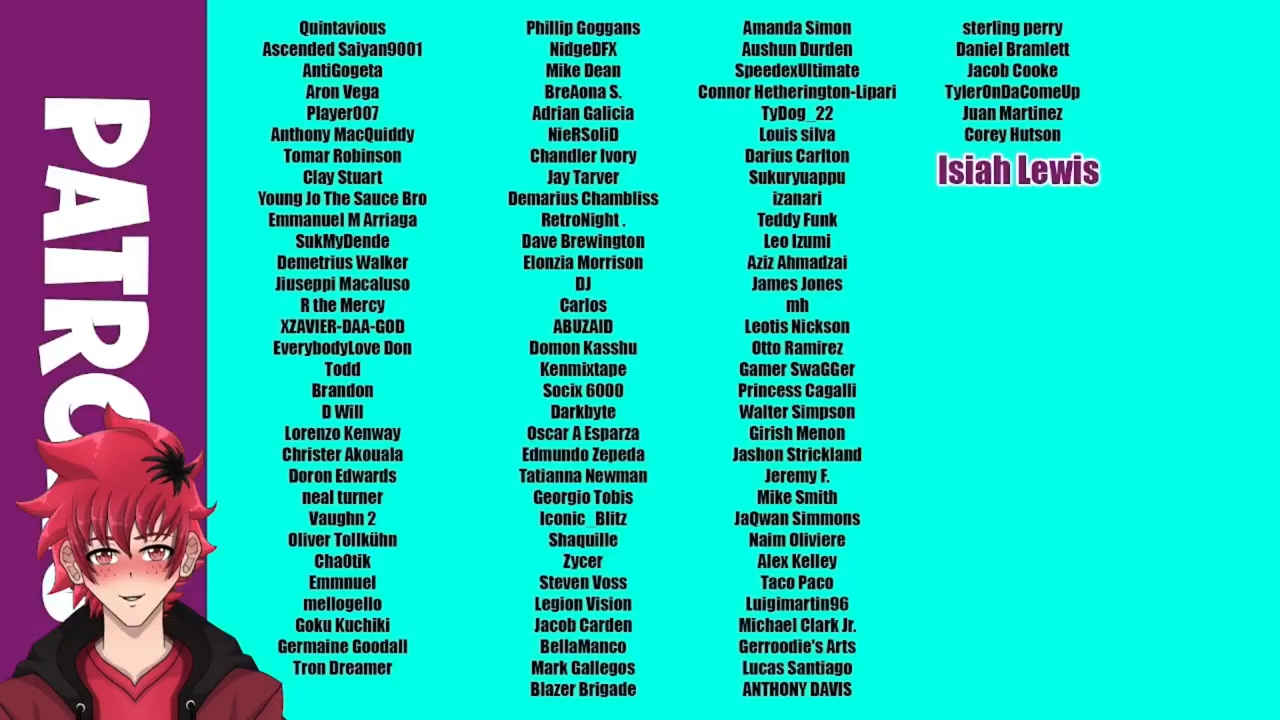 PATRONS
Quintavious
Ascended Saiyan9001
AntiGogeta
Aron Vega
Player007
Anthony MacQuiddy
Tomar Robinson
Clay Stuart
Young Jo The Sauce Bro
Emmanuel M Arriaga
SukMyDende
Demetrius Walker
Jiuseppi Macaluso
R the Mercy
XZAVIER-DAA-GOD
EverybodyLove Don
Todd
Brandon
D Will
Lorenzo Kenway
Christer Akouala
Doron Edwards
neal turner
Vaughn 2
Oliver Tollkühn
Cha0tik
Emmnuel
mellogello
Goku Kuchiki
Germaine Goodall
Tron Dreamer
Phillip Goggans
NidgeDFX
Mike Dean
BreAona S.
Adrian Galicia
NieRSoliD
Chandler Ivory
Jay Tarver
Demarius Chambliss
RetroNight .
Dave Brewington
Elonzia Morrison
DJ
Carlos
ABUZAID
Domon Kasshu
Kenmixtape
Socix 6000
Darkbyte
Oscar A Esparza
Edmundo Zepeda
Tatianna Newman
Georgio Tobis
Iconic_Blitz
Shaquille
Zycer
Steven Voss
Legion Vision
Jacob Carden
BellaManco
Mark Gallegos
Blazer Brigade
Amanda Simon
Aushun Durden
SpeedexUltimate
Connor Hetherington-Lipari
TyDog_22
Louis silva
Darius Carlton
Sukuryuappu
izanari
Teddy Funk
Leo Izumi
Aziz Ahmadzai
James Jones
mh
Leotis Nickson
Otto Ramirez
Gamer SwaGGer
Princess Cagalli
Walter Simpson
Girish Menon
Jashon Strickland
Jeremy F.
Mike Smith
JaQwan Simmons
Naim Oliviere
Alex Kelley
Taco Paco
Luigimartin96
Michael Clark Jr.
Gerroodie's Arts
Lucas Santiago
ANTHONY DAVIS
sterling perry
Daniel Bramlett
Jacob Cooke
TylerOnDaComeUp
Juan Martinez
Corey Hutson
Isiah Lewis